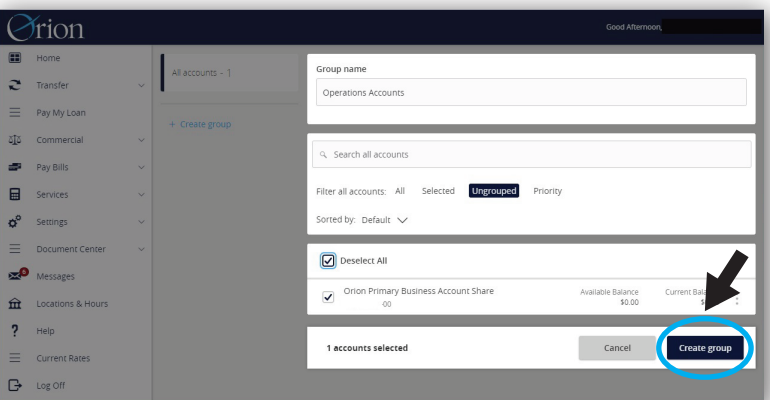 Orion
Good Afternoon,
Home
Transfer
Pay My Loan
Commercial
Pay Bills
Services
Settings
Document Center
6
Messages
Locations & Hours
?
Help
Current Rates
Log Off
All accounts - 1
+ Create group
Group name
Operations Accounts
Search all accounts
Filter all accounts: All Selected Ungrouped Priority
Sorted by: Default
Deselect All
Orion Primary Business Account Share
-00
Available Balance
$0.00
Current
1 accounts selected
Cancel
Create group